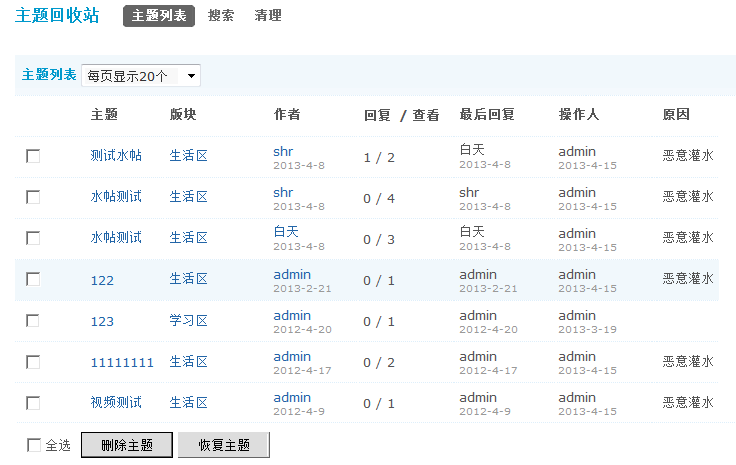 主题回收站 主题列表 搜索 清理
主题列表 每页显示20个
主题 版块 作者 回复 / 查看 最后回复 操作人 原因
测试水帖 生活区 shr 1 / 2 白天 admin 恶意灌水
2013-4-8 2013-4-8 2013-4-15
水帖测试 生活区 shr 0 / 4 shr admin 恶意灌水
2013-4-8 2013-4-8 2013-4-15
水帖测试 生活区 白天 0 / 3 白天 admin 恶意灌水
2013-4-8 2013-4-8 2013-4-15
122 生活区 admin 0 / 1 admin admin 恶意灌水
2013-2-21 2013-2-21 2013-4-15
123 学习区 admin 0 / 1 admin admin
2012-4-20 2012-4-20 2013-3-19
11111111 生活区 admin 0 / 2 admin admin 恶意灌水
2012-4-17 2012-4-17 2013-4-15
视频测试 生活区 admin 0 / 1 admin admin 恶意灌水
2012-4-9 2012-4-9 2013-4-15
全选 删除主题 恢复主题